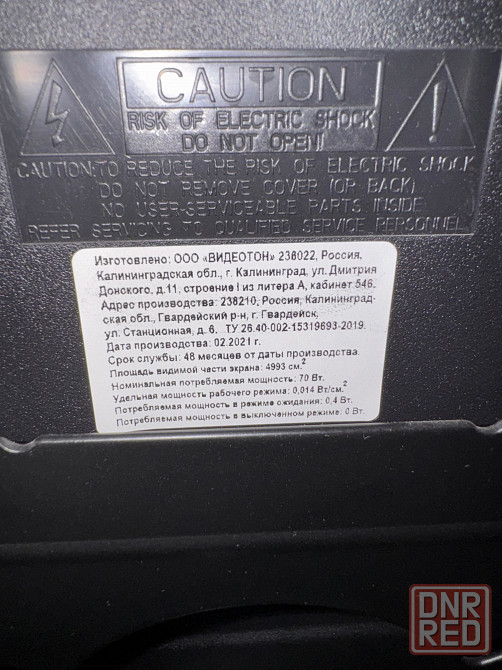 CAUTION
RISK OF ELECTRIC SHOCK
DO NOT OPEN!
CAUTION:TO REDUCE THE RISK OF ELECTRIC SHOCK
DO NOT REMOVE COVER (OR BACK)
NO USER-SERVICEABLE PARTS INSIDE
REFER SERVICING TO QUALIFIED SERVICE PERSONNEL
Изготовлено: ООО «ВИДЕОТОН» 236022, Россия,
Калининградская обл., г. Калининград, ул. Дмитрия
Донского, д.11, строение I из литера А, кабинет 546.
Адрес производства: 238210, Россия, Калининград-
ская обл., Гвардейский р-н, г. Гвардейск,
ул. Станционная, д. 6. ТУ 26.40-002-15319693-2019.
Дата производства: 02.2021 г.
Срок службы: 48 месяцев от даты производства.
Площадь видимой части экрана: 4993 см.²
Номинальная потребляемая мощность: 70 Вт.
Удельная мощность рабочего режима: 0,014 Вт/см.²
Потребляемая мощность в режиме ожидания: 0,4 Вт.
Потребляемая мощность в выключенном режиме: 0 Вт.
DNR
RED